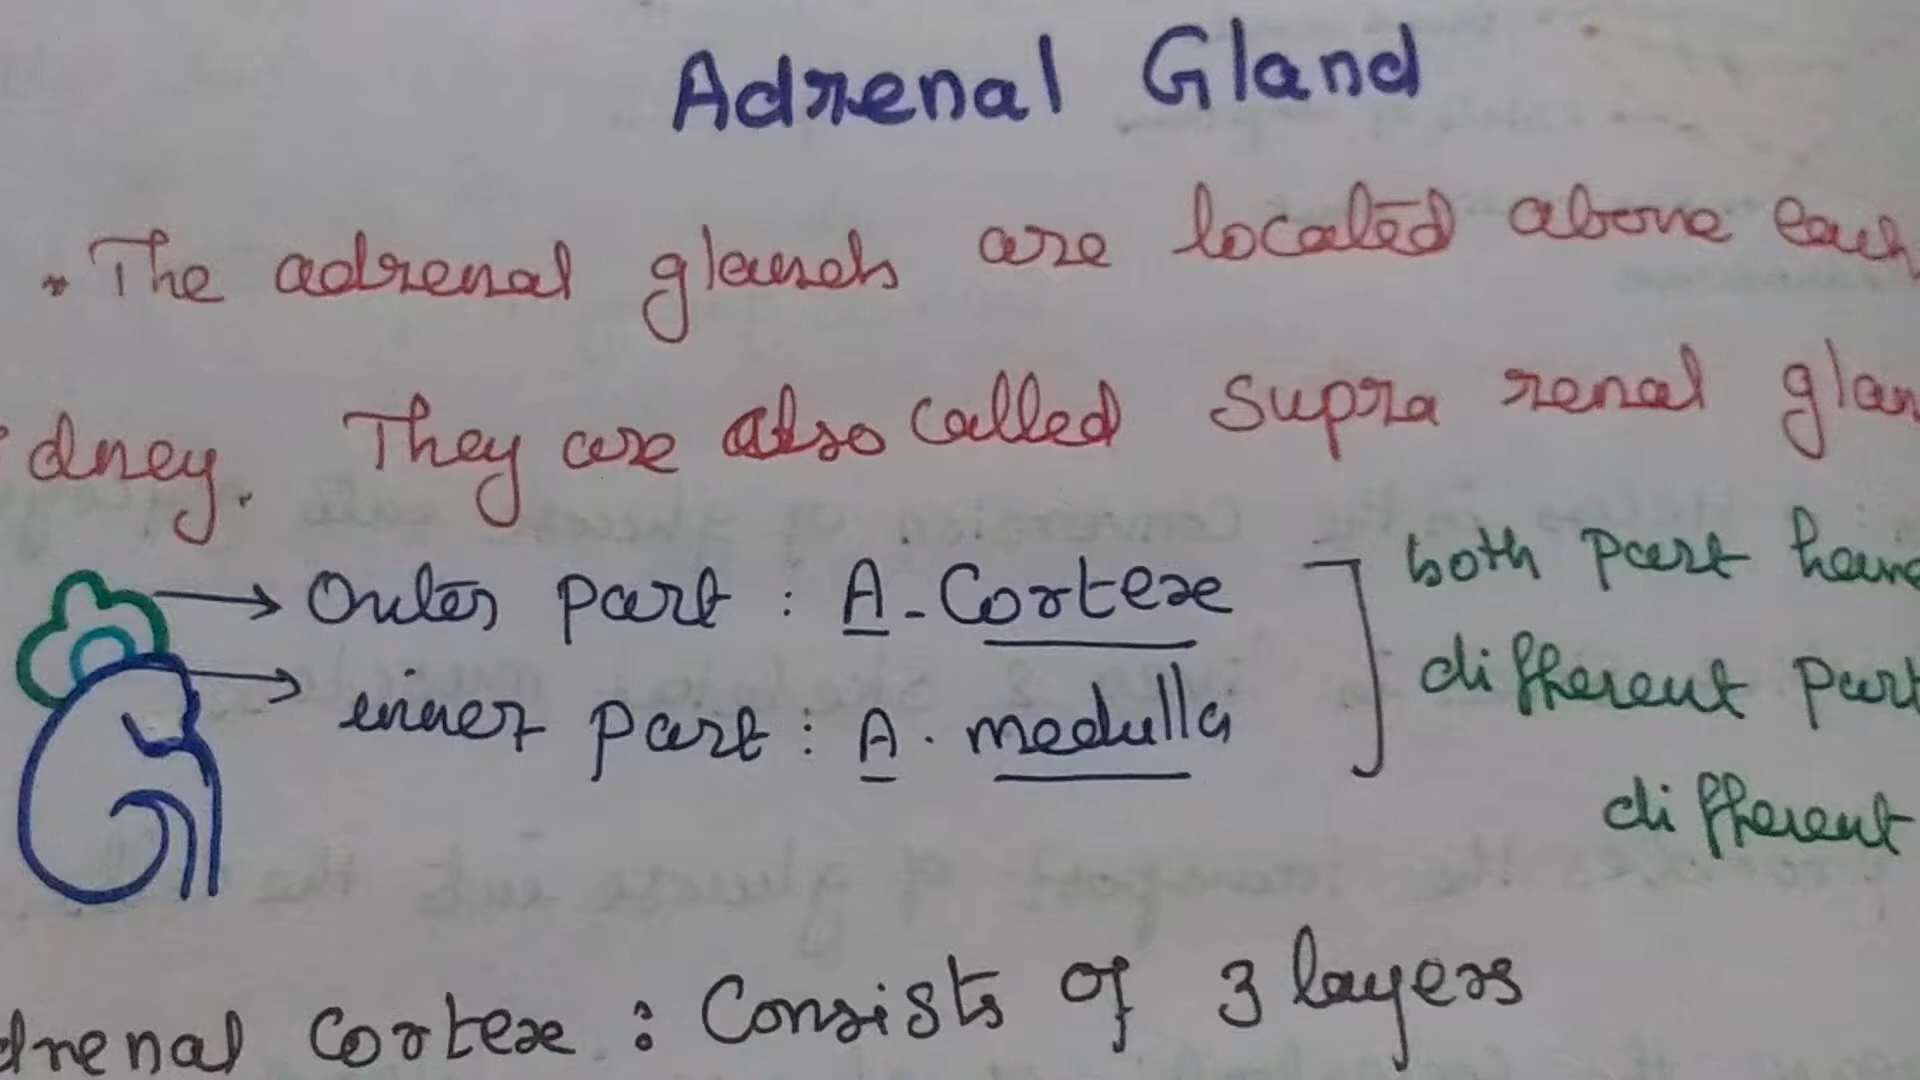 Adrenal Gland
* The adrenal glands are located above each
dney. They are also called Supra renal glan
Outer part : A-Cortex
both part have
inner part : A. medulla
different part
different
drenal Cortex : Consists of 3 layers